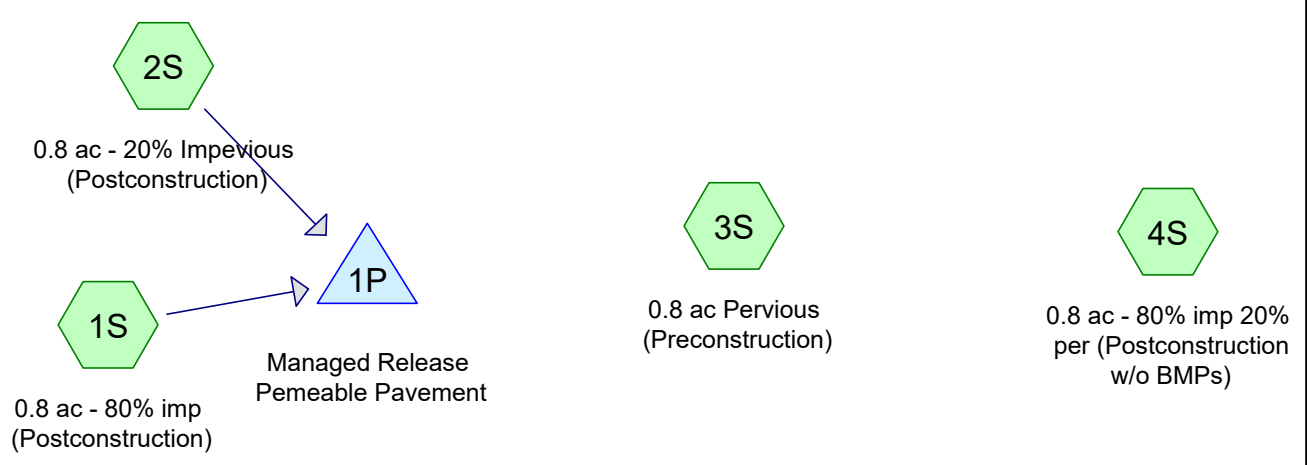 2S
0.8 ac - 20% Impevious
(Postconstruction)
1S
0.8 ac - 80% imp
(Postconstruction)
1P
Managed Release
Pemeable Pavement
3S
0.8 ac Pervious
(Preconstruction)
4S
0.8 ac - 80% imp 20%
per (Postconstruction
w/o BMPs)